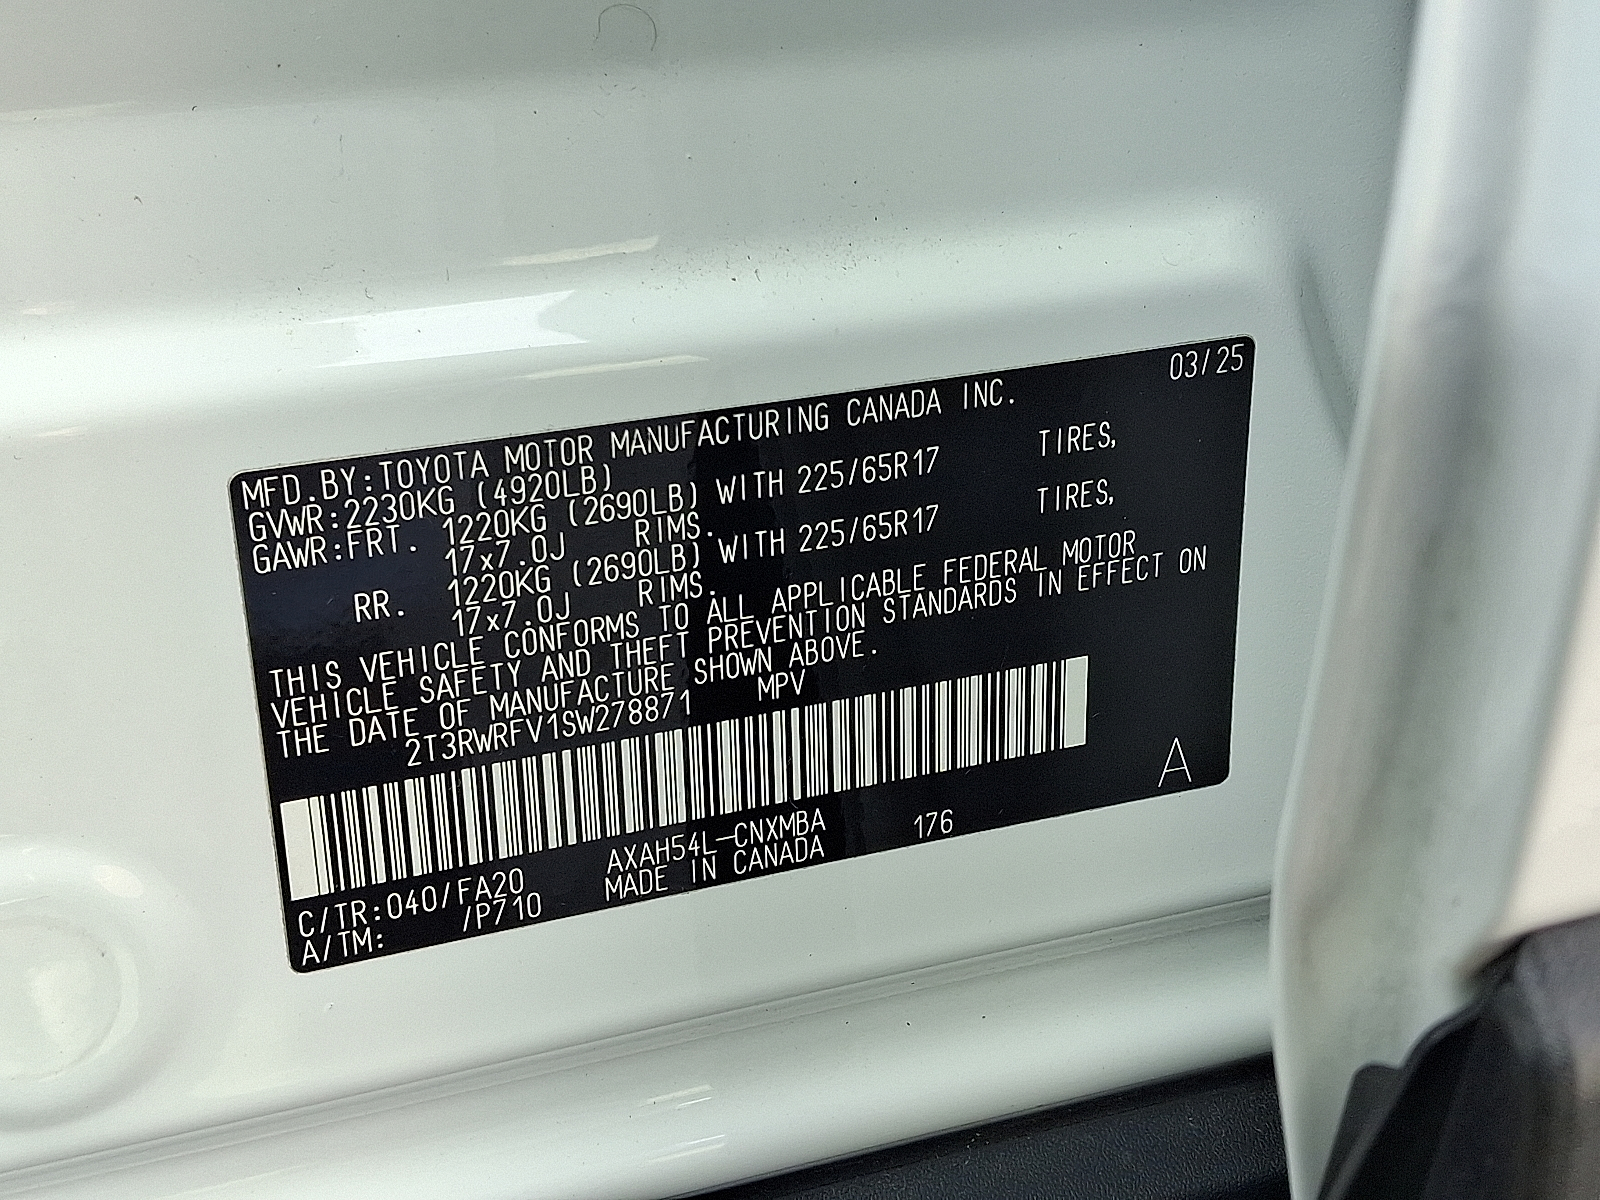 03/25
MFD.BY:TOYOTA MOTOR MANUFACTURING CANADA INC.
GVWR:2230KG (4920LB)
GAWR:FRT. 1220KG (2690LB) WITH 225/65R17 TIRES,
17x7.0J RIMS.
RR. 1220KG (2690LB) WITH 225/65R17 TIRES,
17x7.0J RIMS.
THIS VEHICLE CONFORMS TO ALL APPLICABLE FEDERAL MOTOR
VEHICLE SAFETY AND THEFT PREVENTION STANDARDS IN EFFECT ON
THE DATE OF MANUFACTURE SHOWN ABOVE.
2T3RWRFV1SW278871 MPV
A
C/TR:040/FA20 AXAH54L-CNXMBA 176
A/TM: /P710 MADE IN CANADA